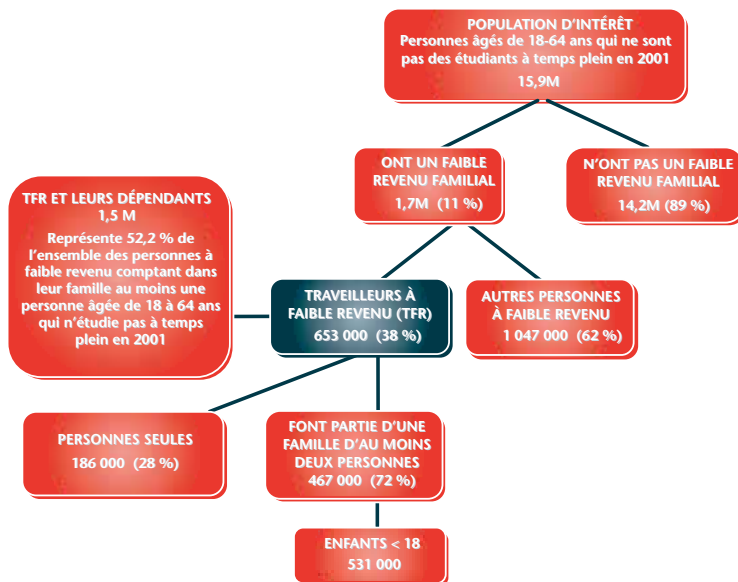 POPULATION D'INTÉRÊT
Personnes âgés de 18-64 ans qui ne sont
pas des étudiants à temps plein en 2001
15,9M
ONT UN FAIBLE
REVENU FAMILIAL
1,7M (11 %)
N'ONT PAS UN FAIBLE
REVENU FAMILIAL
14,2M (89 %)
TFR ET LEURS DÉPENDANTS
1,5 M
Représente 52,2 % de
l'ensemble des personnes à
faible revenu comptant dans
leur famille au moins une
personne âgée de 18 à 64 ans
qui n'étudie pas à temps
plein en 2001
TRAVEILLEURS À
FAIBLE REVENU (TFR)
653 000 (38 %)
AUTRES PERSONNES
À FAIBLE REVENU
1 047 000 (62 %)
PERSONNES SEULES
186 000 (28 %)
FONT PARTIE D'UNE
FAMILLE D'AU MOINS
DEUX PERSONNES
467 000 (72 %)
ENFANTS < 18
531 000